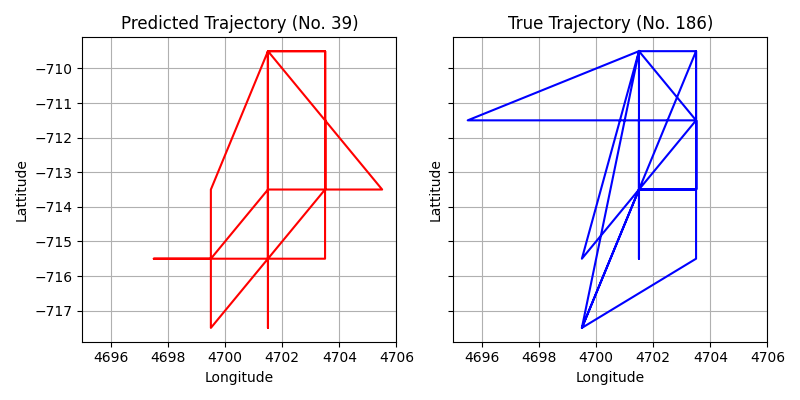 Predicted Trajectory (No. 39)
True Trajectory (No. 186)
Lattitude
−710
−711
−712
−713
−714
−715
−716
−717
4696 4698 4700 4702 4704 4706
Longitude
Lattitude
4696 4698 4700 4702 4704 4706
Longitude